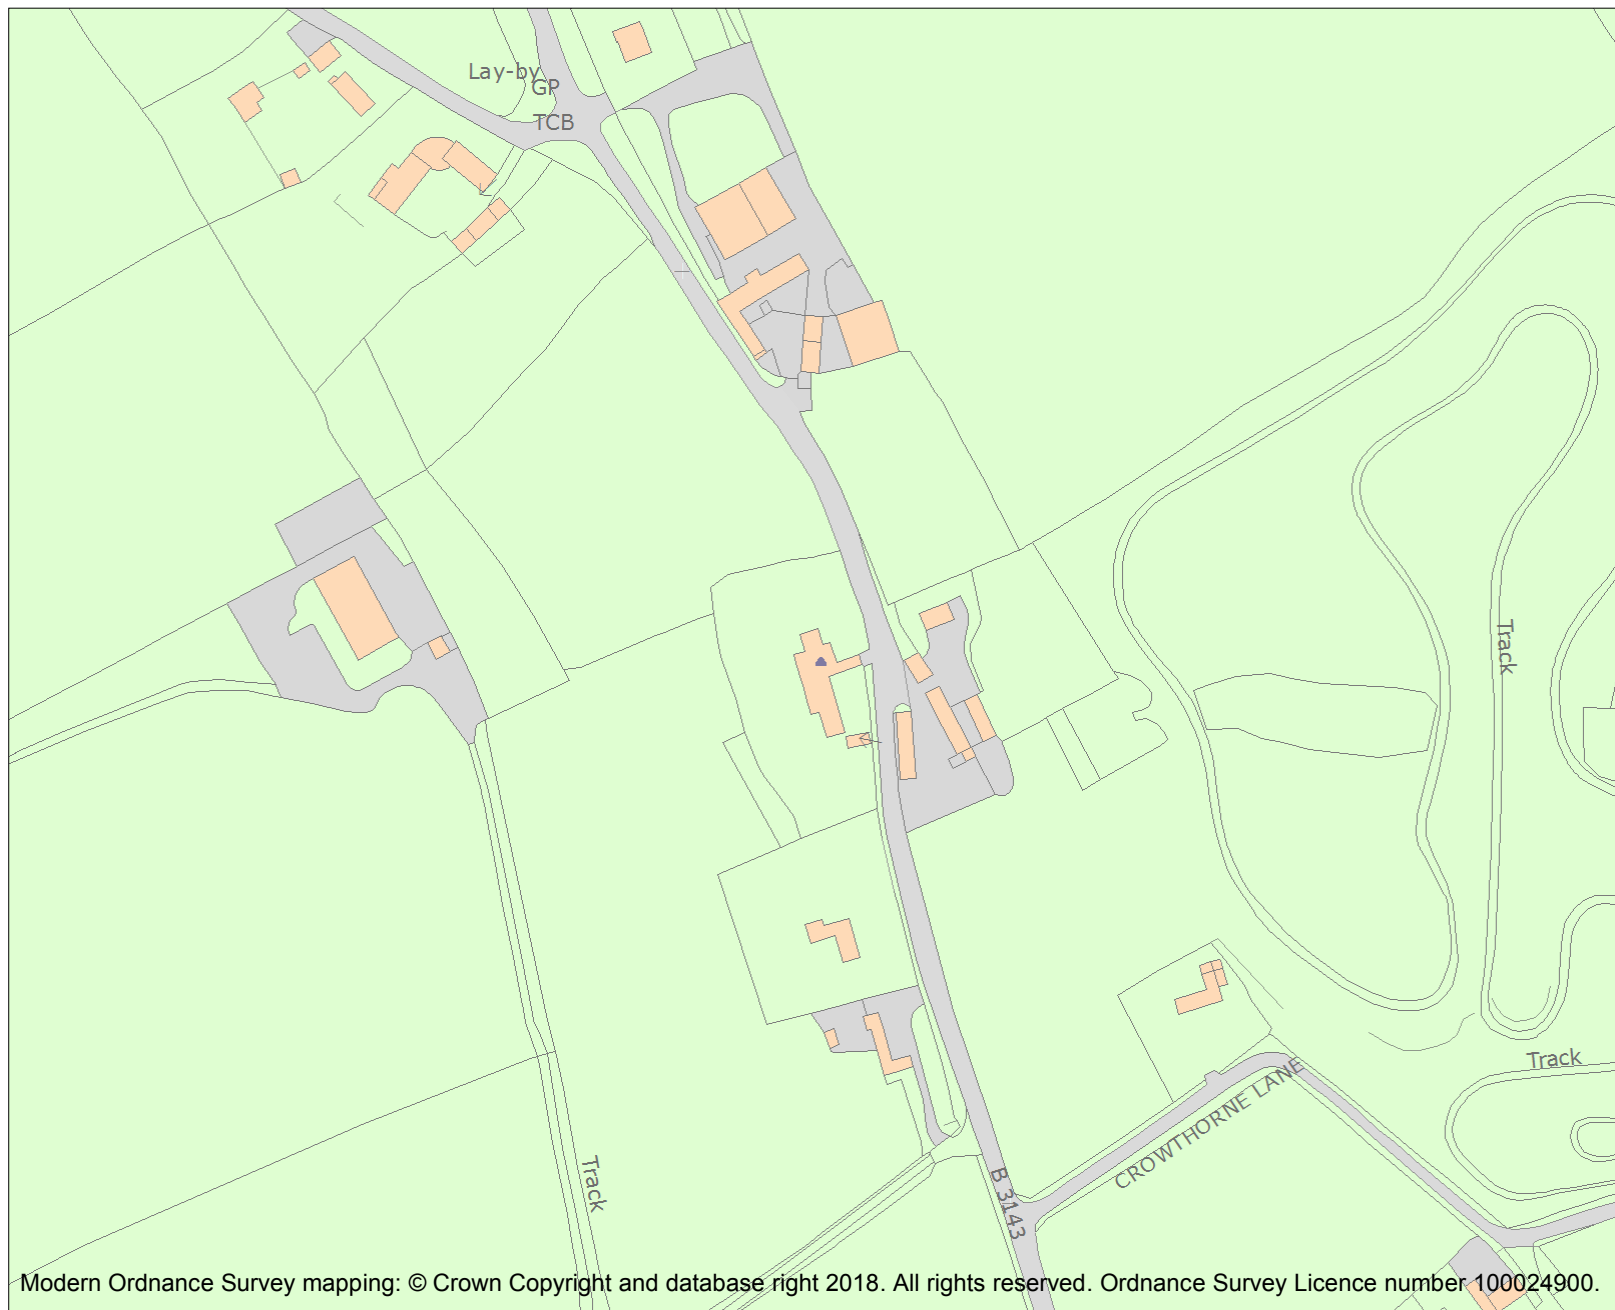 Lay-by
GP
TCB
Track
Track
CROWTHORNE LANE
Track
B 3143
Modern Ordnance Survey mapping: © Crown Copyright and database right 2018. All rights reserved. Ordnance Survey Licence number 100024900.